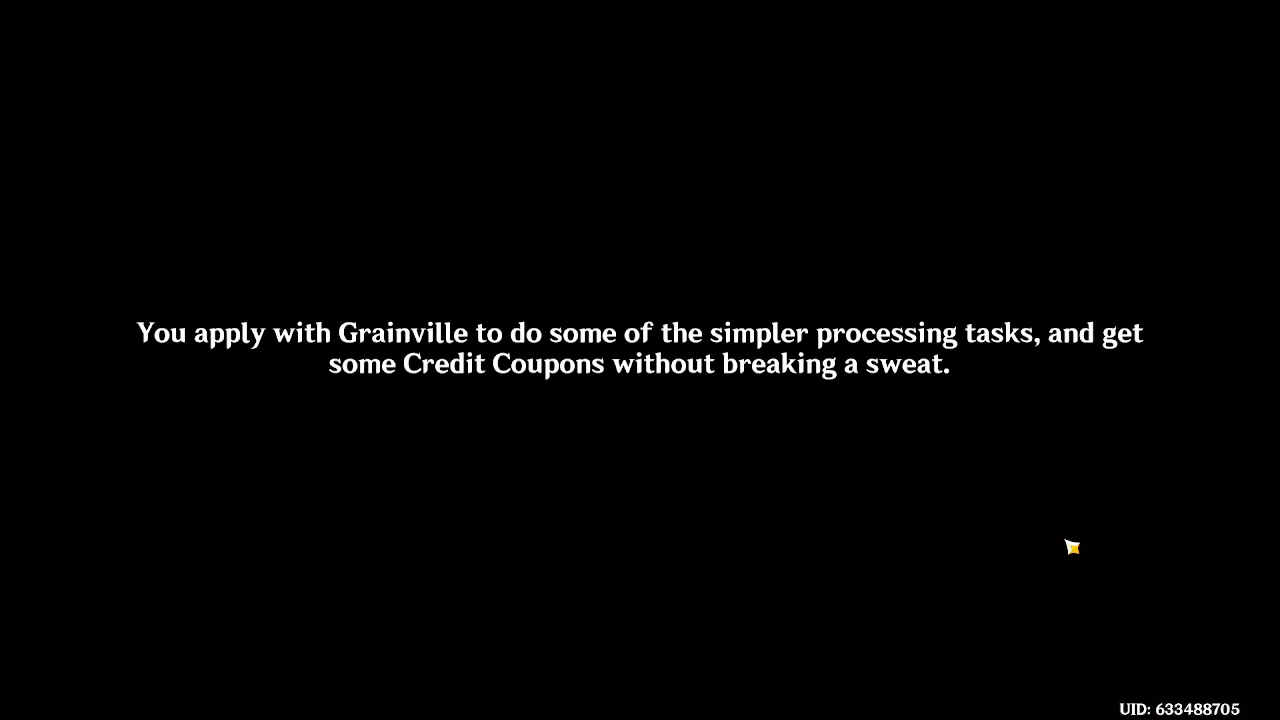 You apply with Grainville to do some of the simpler processing tasks, and get
some Credit Coupons without breaking a sweat.
UID: 633488705